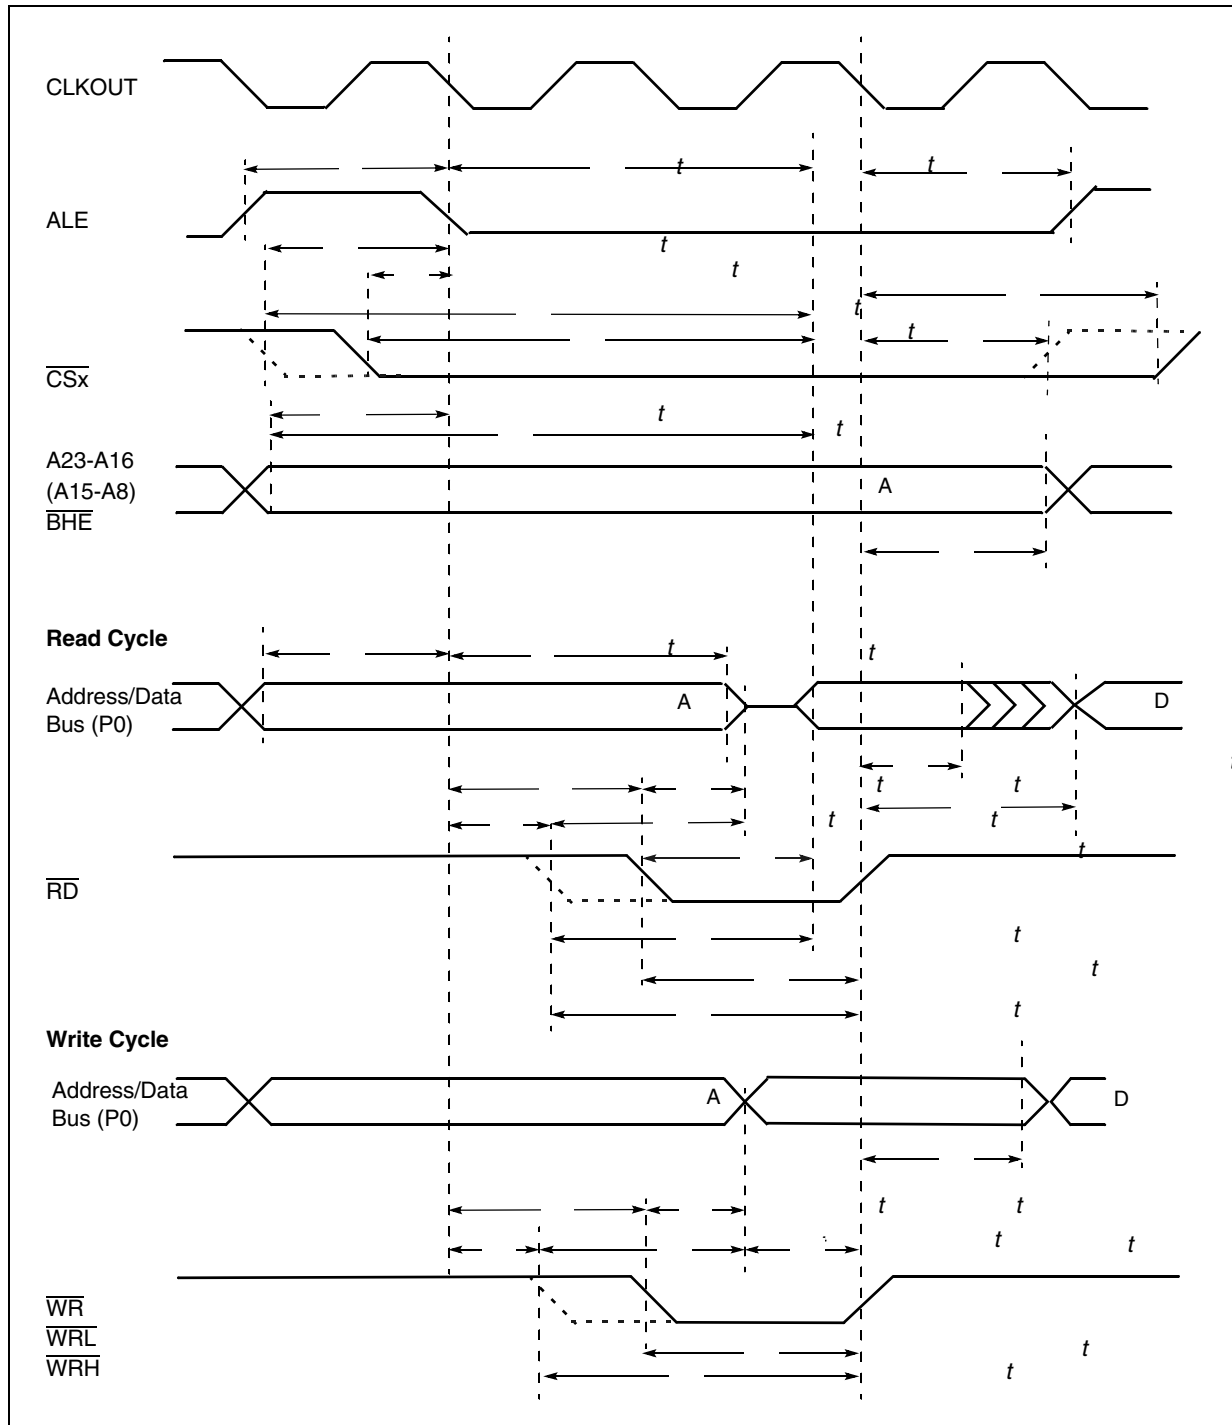 CLKOUT
t t
ALE
t
t
t
t
CSx
t
t
A23-A16
(A15-A8) A
BHE
Read Cycle t t
Address/Data
Bus (P0) A D
t
t t
t t
t
RD
t
t
t
Write Cycle
Address/Data
Bus (P0) A D
t t
t t
WR
WRL t
WRH t